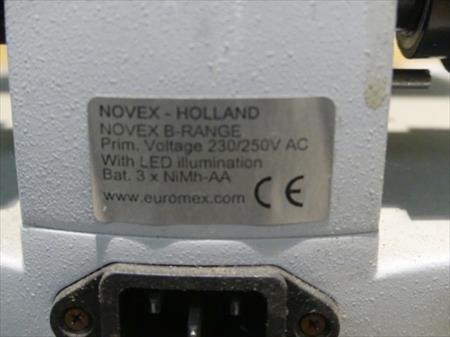 NOVEX - HOLLAND
NOVEX B-RANGE
Prim. Voltage 230/250V AC
With LED illumination
Bat. 3 x NiMh-AA
www.euromex.com CE